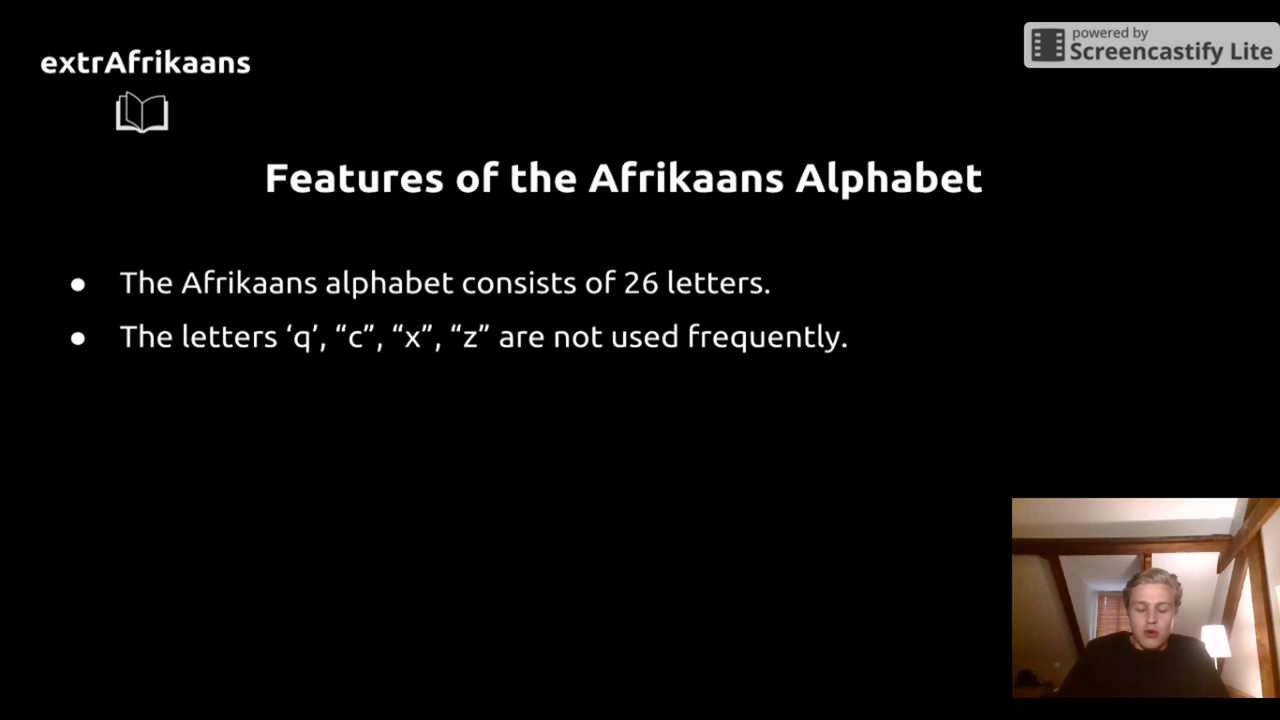 extrAfrikaans
powered by
Screencastify Lite
Features of the Afrikaans Alphabet
● The Afrikaans alphabet consists of 26 letters.
● The letters ‘q’, “c”, “x”, “z” are not used frequently.